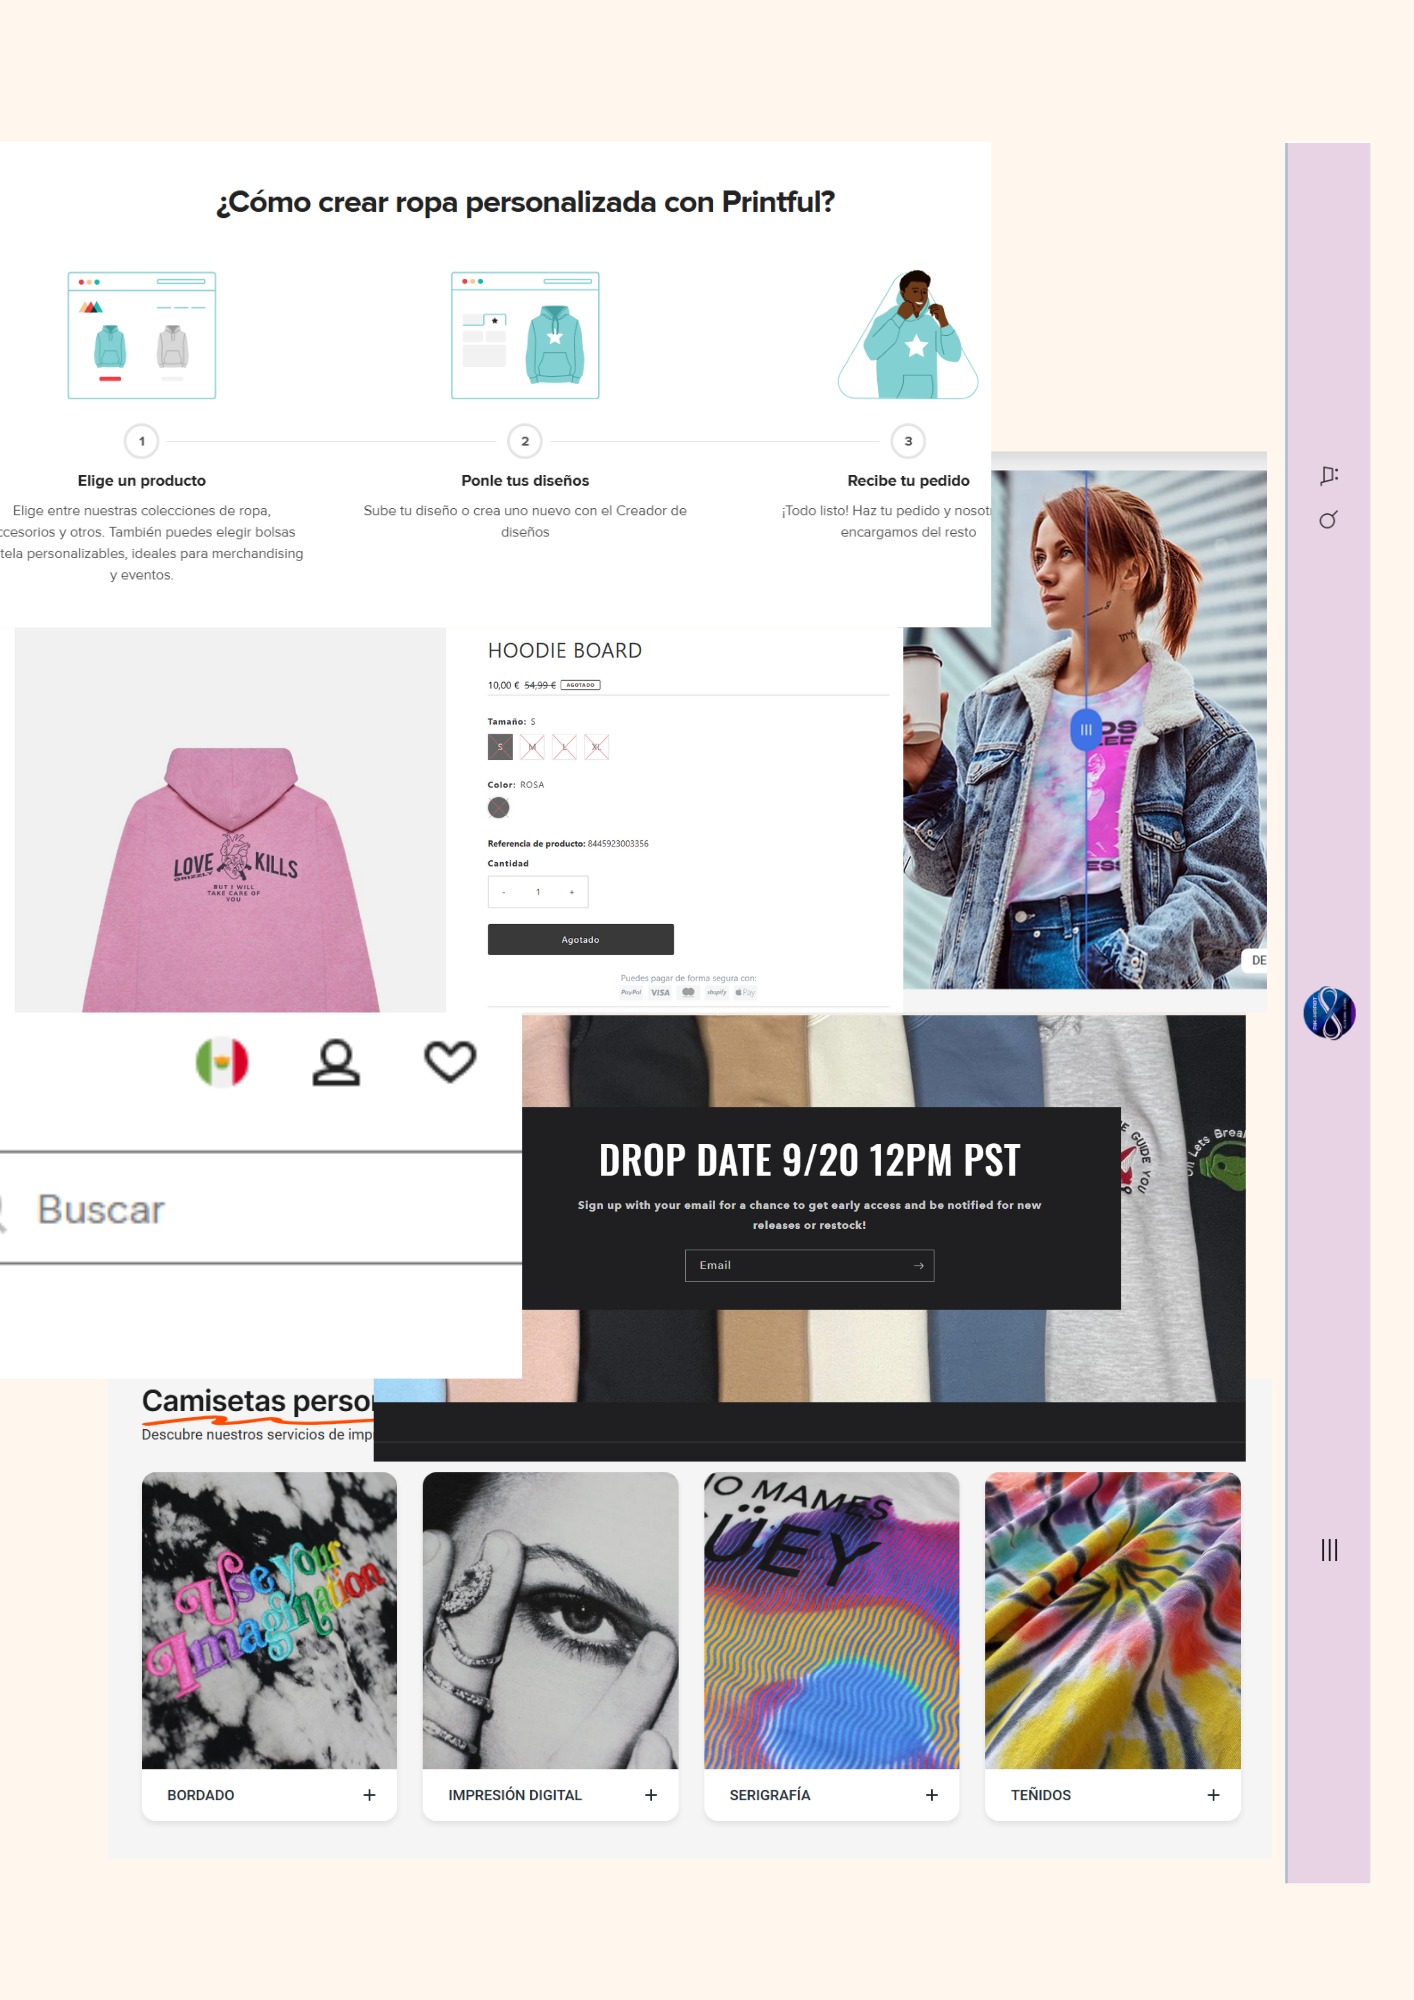 ¿Cómo crear ropa personalizada con Printful?
1
2
3
Elige un producto
Elige entre nuestras colecciones de ropa,
ccesorios y otros. También puedes elegir bolsas
tela personalizables, ideales para merchandising
y eventos.
Ponle tus diseños
Sube tu diseño o crea uno nuevo con el Creador de
diseños
Recibe tu pedido
¡Todo listo! Haz tu pedido y nosot
encargamos del resto
LOVE KILLS
GRIZZLY
BUT I WILL
TAKE CARE OF
YOU
HOODIE BOARD
10,00 € 54,99 € AGOTADO
Tamaño: S
S M L XL
Color: ROSA
Referencia de producto: 8445923003356
Cantidad
- 1 +
Agotado
Puedes pagar de forma segura con:
PayPal VISA shopify Pay
DE
Buscar
DROP DATE 9/20 12PM PST
Sign up with your email for a chance to get early access and be notified for new
releases or restock!
Email
GUIDE YOU
Lets Break
Camisetas person
Descubre nuestros servicios de imp
Use your
Imagination
NO MAMES
GÜEY
BORDADO +
IMPRESIÓN DIGITAL +
SERIGRAFÍA +
TEÑIDOS +